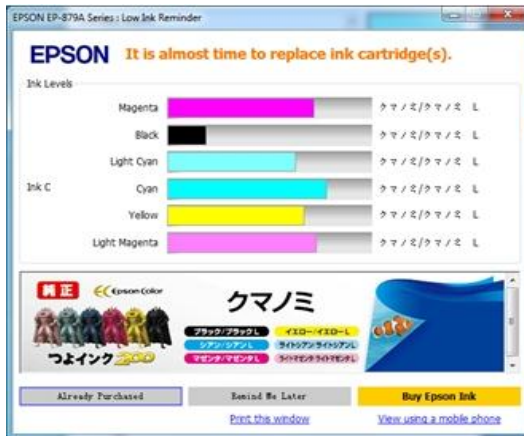 EPSON EP-879A Series : Low Ink Reminder
EPSON It is almost time to replace ink cartridge(s).
Ink Levels
Magenta クマノミ/クマノミ L
Black クマノミ/クマノミ L
Light Cyan クマノミ/クマノミ L
Ink C Cyan クマノミ/クマノミ L
Yellow クマノミ/クマノミ L
Light Magenta クマノミ/クマノミ L
純正 Epson Color
クマノミ
ブラック/ブラックL イエロー/イエローL
シアン/シアンL ライトシアン/ライトシアンL
マゼンタ/マゼンタL ライトマゼンタ/ライトマゼンタL
つよインク200
Already Purchased Remind Me Later Buy Epson Ink
Print this window View using a mobile phone